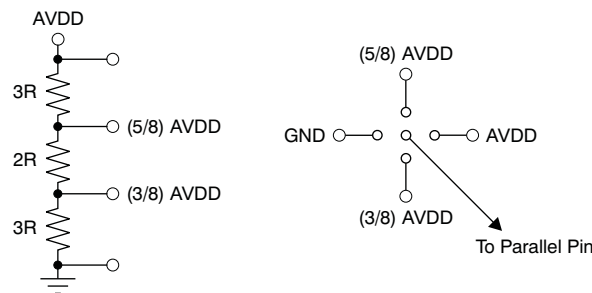 AVDD
3R
(5/8) AVDD
2R
(3/8) AVDD
3R
(5/8) AVDD
GND
AVDD
(3/8) AVDD
To Parallel Pin